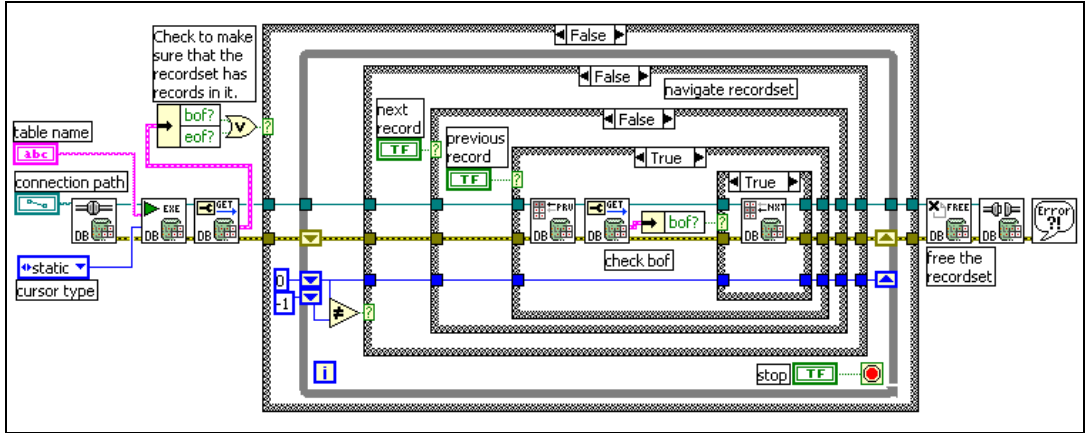 Check to make
sure that the
recordset has
records in it.
bof?
eof?
V
?
table name
abc
connection path
DB
EXE
DB
GET
DB
static
cursor type
False
False
navigate recordset
next
record
TF
?
False
previous
record
TF
?
True
True
PRV
DB
GET
DB
bof?
?
NXT
DB
check bof
0
-1
≠
?
i
stop
TF
FREE
DB
DB
Error
?!
free the
recordset